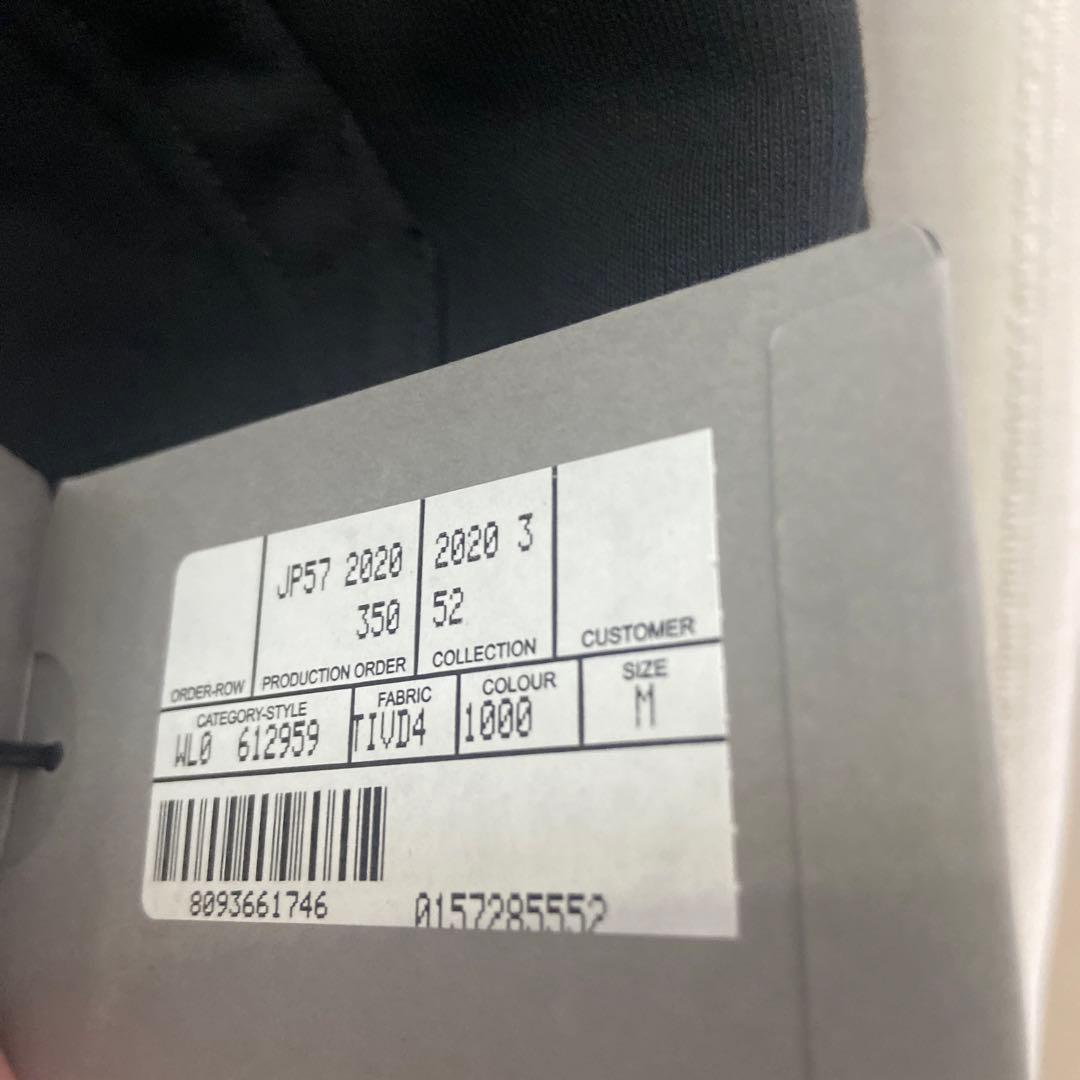 JP57 2020
350
2020 3
52
ORDER-ROW
PRODUCTION ORDER
COLLECTION
CUSTOMER
CATEGORY-STYLE
WL0 612959
FABRIC
TIVD4
COLOUR
1000
SIZE
M
8093661746
0157285552